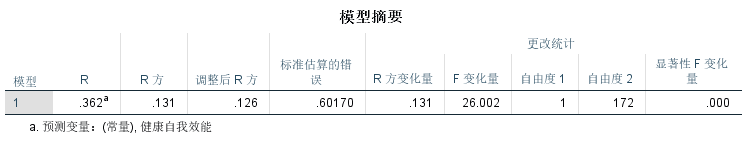 模型摘要
更改统计
模型 R R 方 调整后 R 方 标准估算的错误 R 方变化量 F 变化量 自由度 1 自由度 2 显著性 F 变化量
1 .362a .131 .126 .60170 .131 26.002 1 172 .000
a. 预测变量：(常量), 健康自我效能